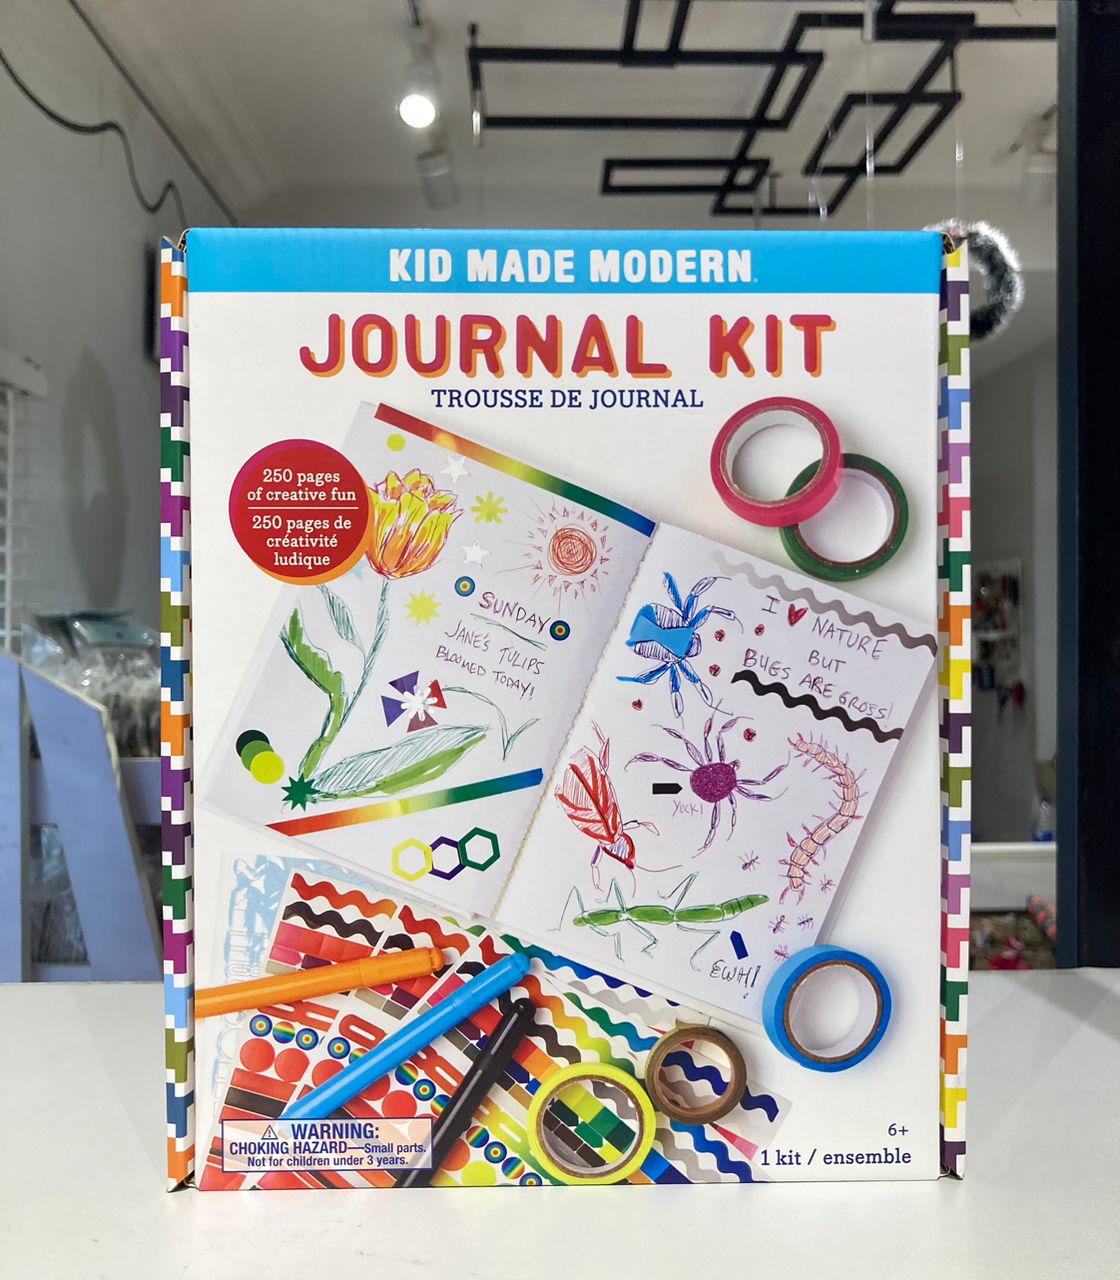 KID MADE MODERN
JOURNAL KIT
TROUSSE DE JOURNAL
250 pages
of creative fun
250 pages de
créativité
ludique
SUNDAY
JANE'S TULIPS
BLOOMED TODAY!
I
NATURE
BUT
BUGS ARE GROSS!
YUCK!
EWH!
WARNING:
CHOKING HAZARD—Small parts.
Not for children under 3 years.
6+
1 kit / ensemble